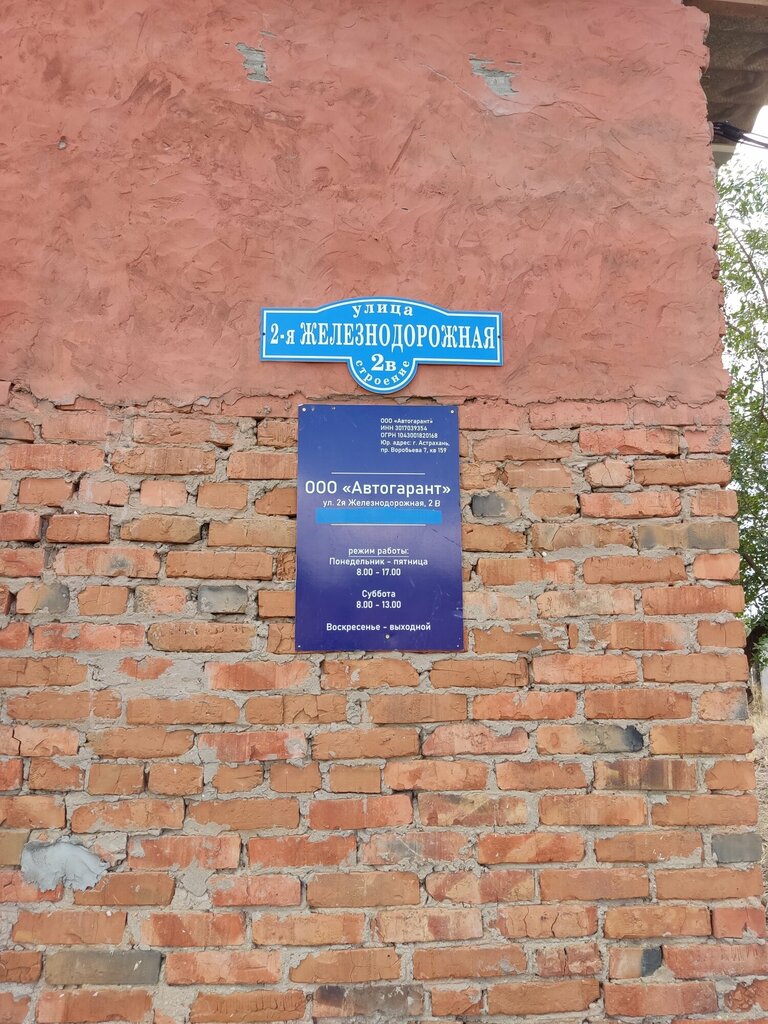 улица
2-я ЖЕЛЕЗНОДОРОЖНАЯ
2в
строение
ООО «Автогарант»
ИНН 3017039354
ОГРН 1043001820168
Юр. адрес: г. Астрахань,
пр. Воробьева 7, кв 159
ООО «Автогарант»
ул. 2я Железнодорожная, 2 В
режим работы:
Понедельник - пятница
8.00 - 17.00
Суббота
8.00 - 13.00
Воскресенье - выходной